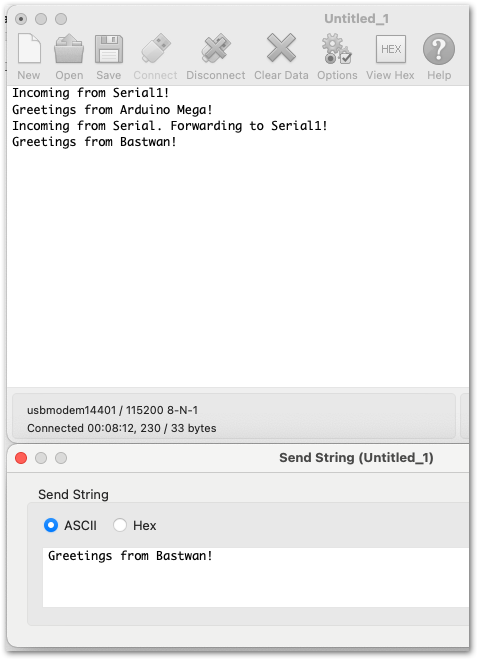 Untitled_1
New Open Save Connect Disconnect Clear Data Options View Hex Help
HEX
Incoming from Serial1!
Greetings from Arduino Mega!
Incoming from Serial. Forwarding to Serial1!
Greetings from Bastwan!
usbmodem14401 / 115200 8-N-1
Connected 00:08:12, 230 / 33 bytes
Send String (Untitled_1)
Send String
ASCII Hex
Greetings from Bastwan!